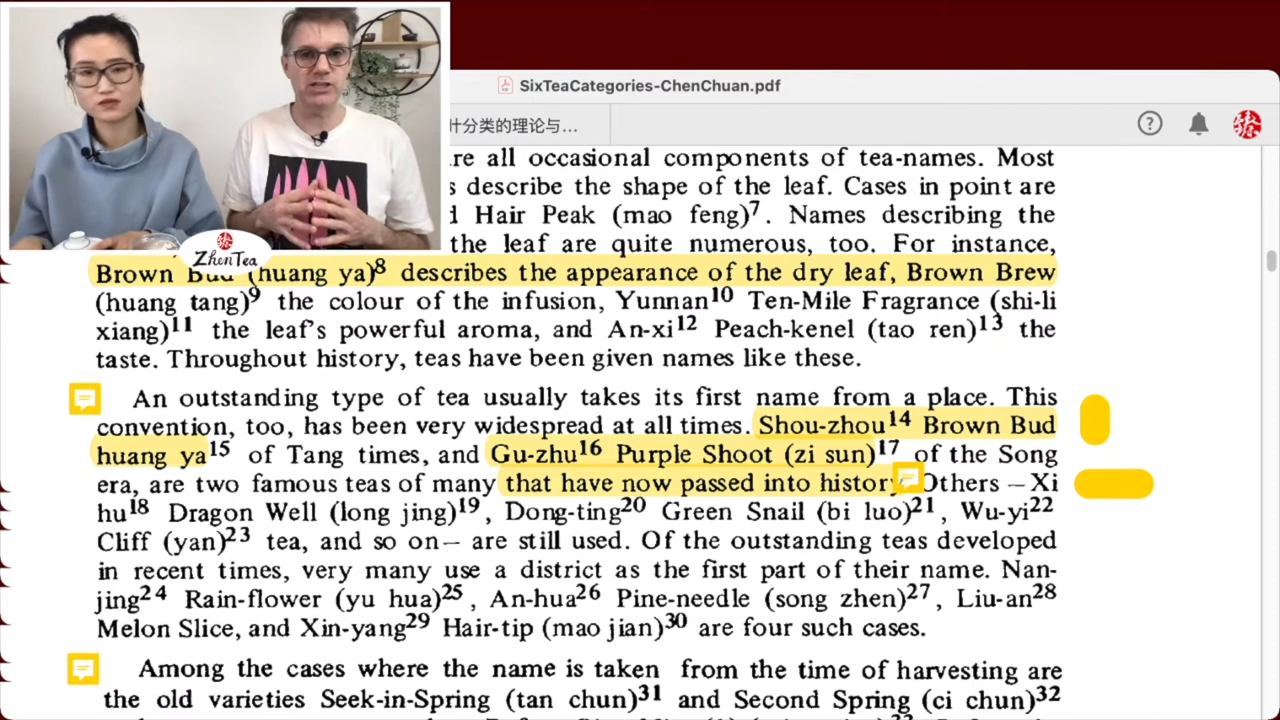 SixTeaCategories-ChenChuan.pdf
叶分类的理论与...
ZhenTea
re all occasional components of tea-names. Most
s describe the shape of the leaf. Cases in point are
d Hair Peak (mao feng)7. Names describing the
the leaf are quite numerous, too. For instance,
Brown Bud (huang ya)8 describes the appearance of the dry leaf, Brown Brew
(huang tang)9 the colour of the infusion, Yunnan10 Ten-Mile Fragrance (shi-li
xiang)11 the leaf's powerful aroma, and An-xi12 Peach-kenel (tao ren)13 the
taste. Throughout history, teas have been given names like these.
An outstanding type of tea usually takes its first name from a place. This
convention, too, has been very widespread at all times. Shou-zhou14 Brown Bud
huang ya15 of Tang times, and Gu-zhu16 Purple Shoot (zi sun)17 of the Song
era, are two famous teas of many that have now passed into history. Others – Xi
hu18 Dragon Well (long jing)19, Dong-ting20 Green Snail (bi luo)21, Wu-yi22
Cliff (yan)23 tea, and so on— are still used. Of the outstanding teas developed
in recent times, very many use a district as the first part of their name. Nan-
jing24 Rain-flower (yu hua)25, An-hua26 Pine-needle (song zhen)27, Liu-an28
Melon Slice, and Xin-yang29 Hair-tip (mao jian)30 are four such cases.
Among the cases where the name is taken from the time of harvesting are
the old varieties Seek-in-Spring (tan chun)31 and Second Spring (ci chun)32